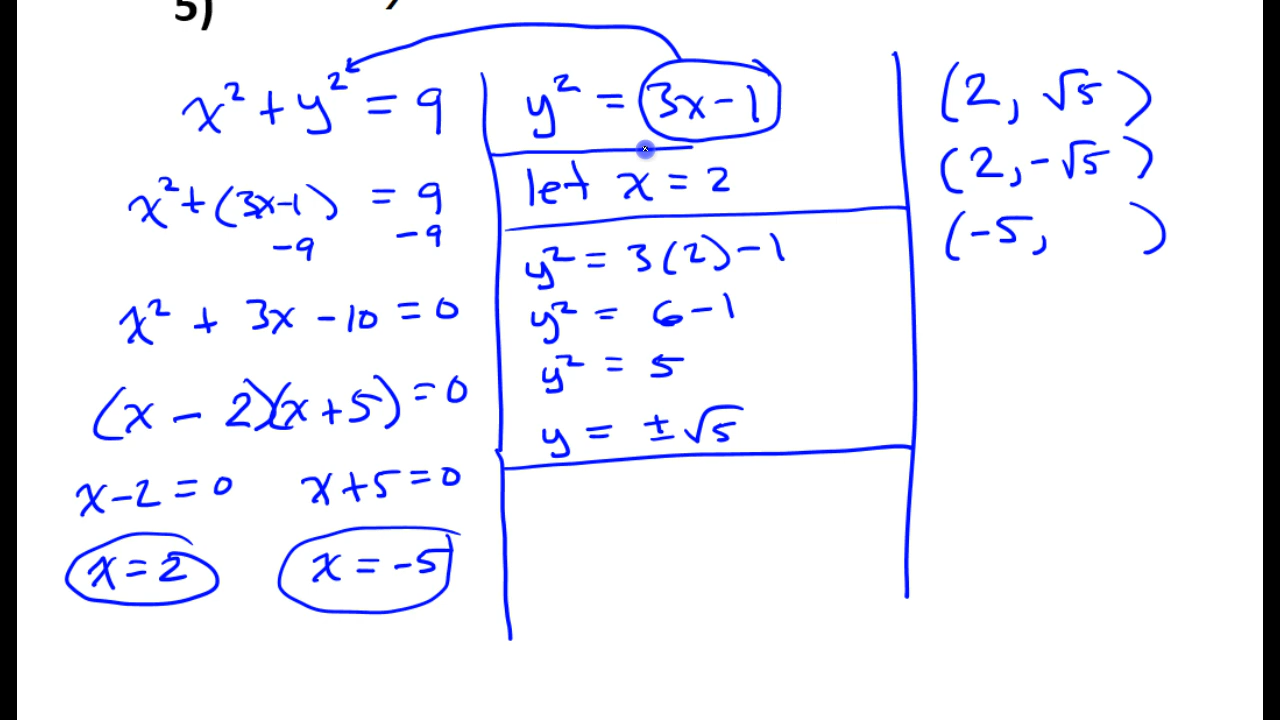 5)
x² + y² = 9
x² + (3x-1) = 9
-9 -9
x² + 3x - 10 = 0
(x - 2)(x + 5) = 0
x - 2 = 0 x + 5 = 0
x = 2 x = -5
y² = 3x - 1
let x = 2
y² = 3(2) - 1
y² = 6 - 1
y² = 5
y = ±√5
(2, √5)
(2, -√5)
(-5, )